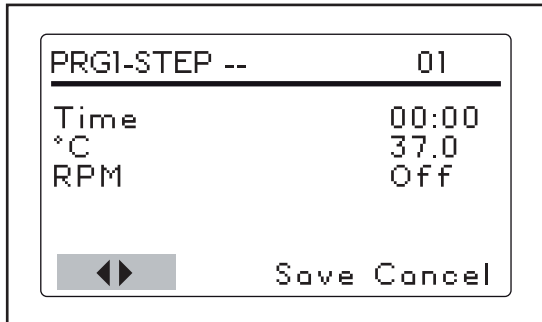 PRG1-STEP -- 01
Time 00:00
°C 37.0
RPM Off
◀▶ Save Cancel